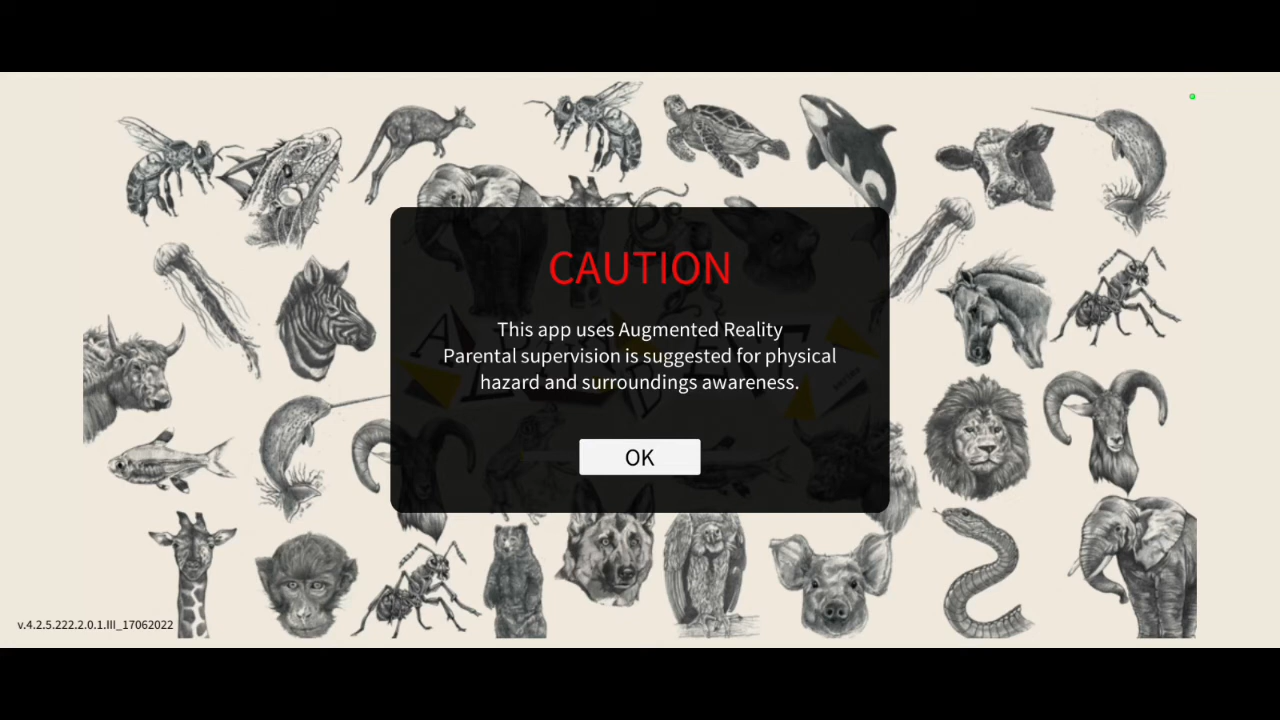 CAUTION
This app uses Augmented Reality
Parental supervision is suggested for physical
hazard and surroundings awareness.
OK
v.4.2.5.222.2.0.1.III_17062022